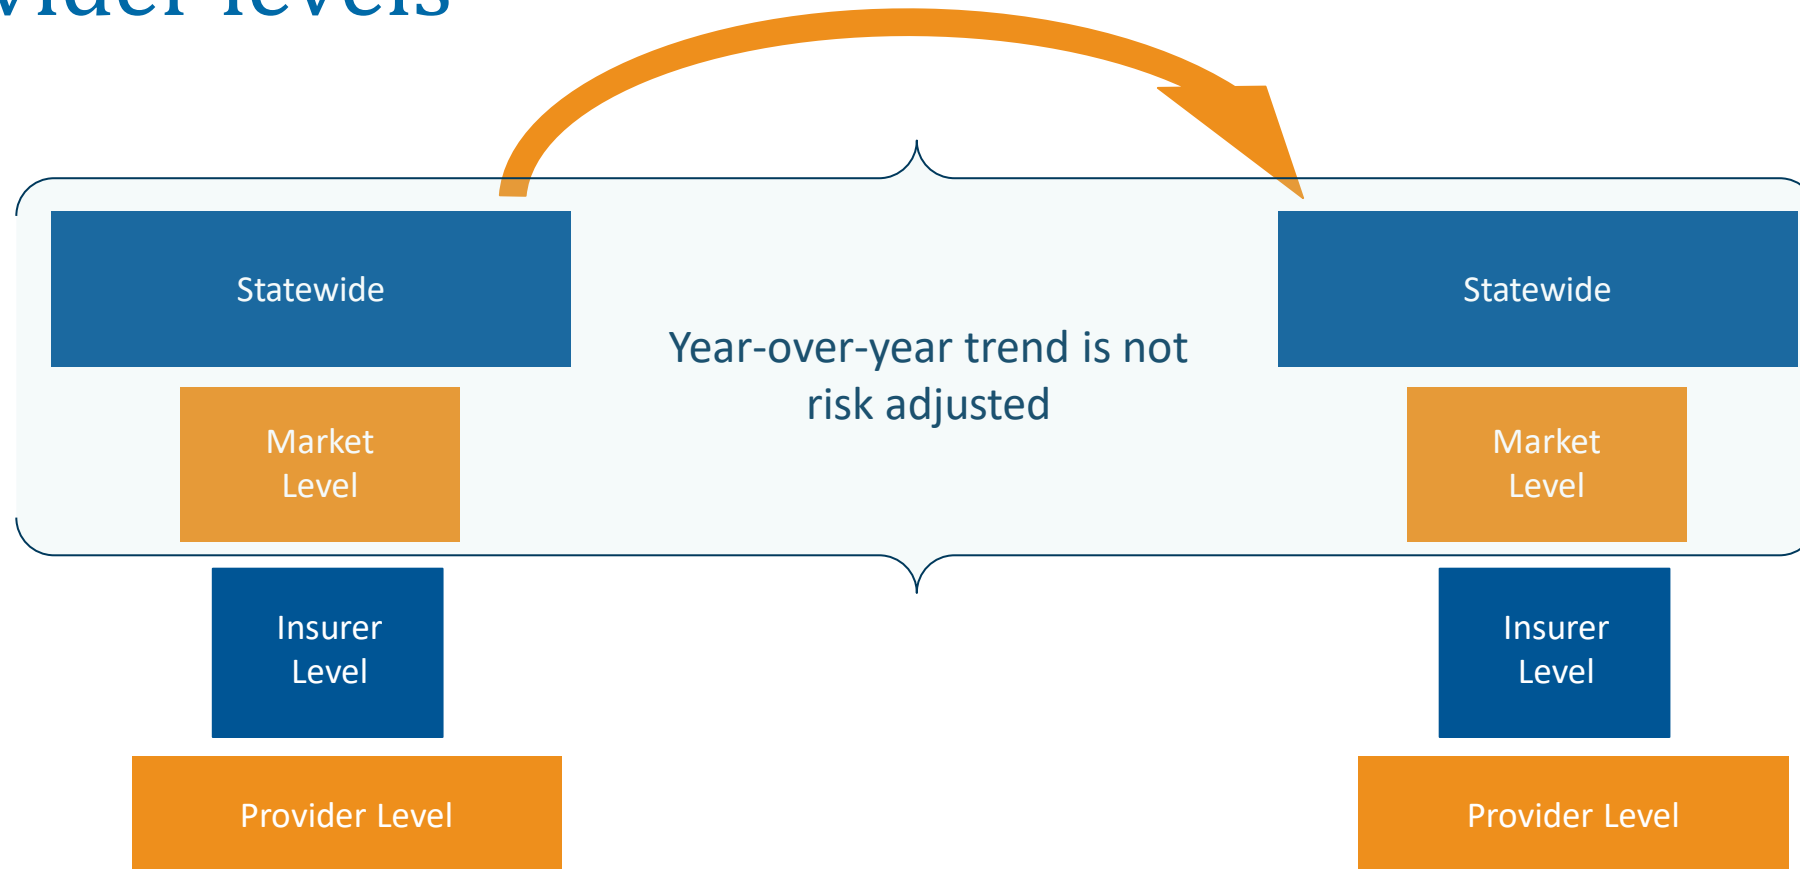 levels
Statewide
Statewide
Year-over-year trend is not
risk adjusted
Market
Level
Market
Level
Insurer
Level
Insurer
Level
Provider Level
Provider Level